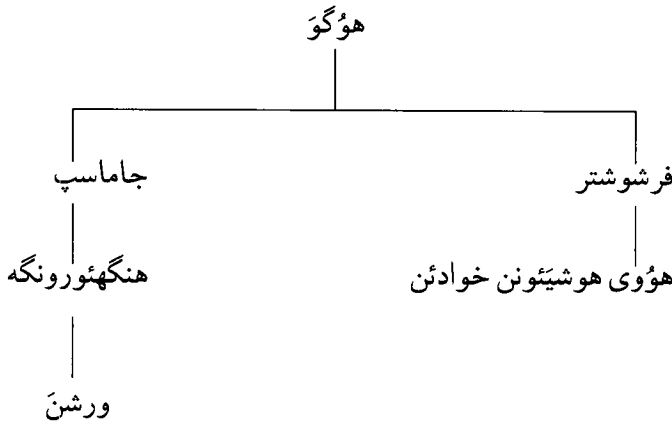 هوُگوَ
فرشوشتر
جاماسپ
هوُوی هوشیَئونن خوادئن
هنگهئورونگه
ورشنَ